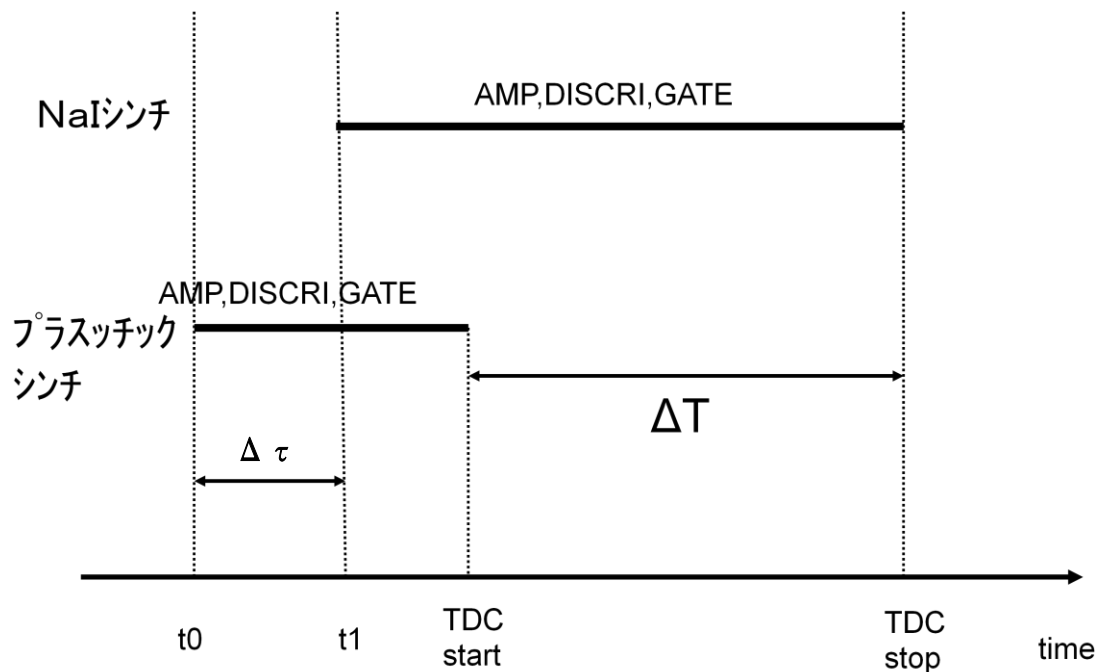 AMP,DISCRI,GATE
NaIシンチ
AMP,DISCRI,GATE
プラスッチック
シンチ
ΔT
Δ τ
t0
t1
TDC
start
TDC
stop
time